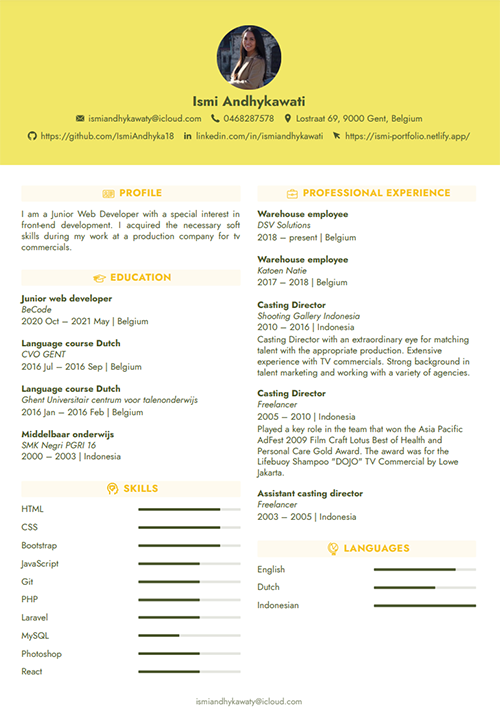 Ismi Andhykawati
ismiandhykawaty@icloud.com 0468287578 Lostraat 69, 9000 Gent, Belgium
https://github.com/IsmiAndhyka18 linkedin.com/in/ismiandhykawati https://ismi-portfolio.netlify.app/
PROFILE
I am a Junior Web Developer with a special interest in
front-end development. I acquired the necessary soft
skills during my work at a production company for tv
commercials.
EDUCATION
Junior web developer
BeCode
2020 Oct – 2021 May | Belgium
Language course Dutch
CVO GENT
2016 Jul – 2016 Sep | Belgium
Language course Dutch
Ghent Universitair centrum voor talenonderwijs
2016 Jan – 2016 Feb | Belgium
Middelbaar onderwijs
SMK Negri PGRI 16
2000 – 2003 | Indonesia
SKILLS
HTML
CSS
Bootstrap
JavaScript
Git
PHP
Laravel
MySQL
Photoshop
React
PROFESSIONAL EXPERIENCE
Warehouse employee
DSV Solutions
2018 – present | Belgium
Warehouse employee
Katoen Natie
2017 – 2018 | Belgium
Casting Director
Shooting Gallery Indonesia
2010 – 2016 | Indonesia
Casting Director with an extraordinary eye for matching
talent with the appropriate production. Extensive
experience with TV commercials. Strong background in
talent marketing and working with a variety of agencies.
Casting Director
Freelancer
2005 – 2010 | Indonesia
Played a key role in the team that won the Asia Pacific
AdFest 2009 Film Craft Lotus Best of Health and
Personal Care Gold Award. The award was for the
Lifebuoy Shampoo "DOJO" TV Commercial by Lowe
Jakarta.
Assistant casting director
Freelancer
2003 – 2005 | Indonesia
LANGUAGES
English
Dutch
Indonesian
ismiandhykawaty@icloud.com